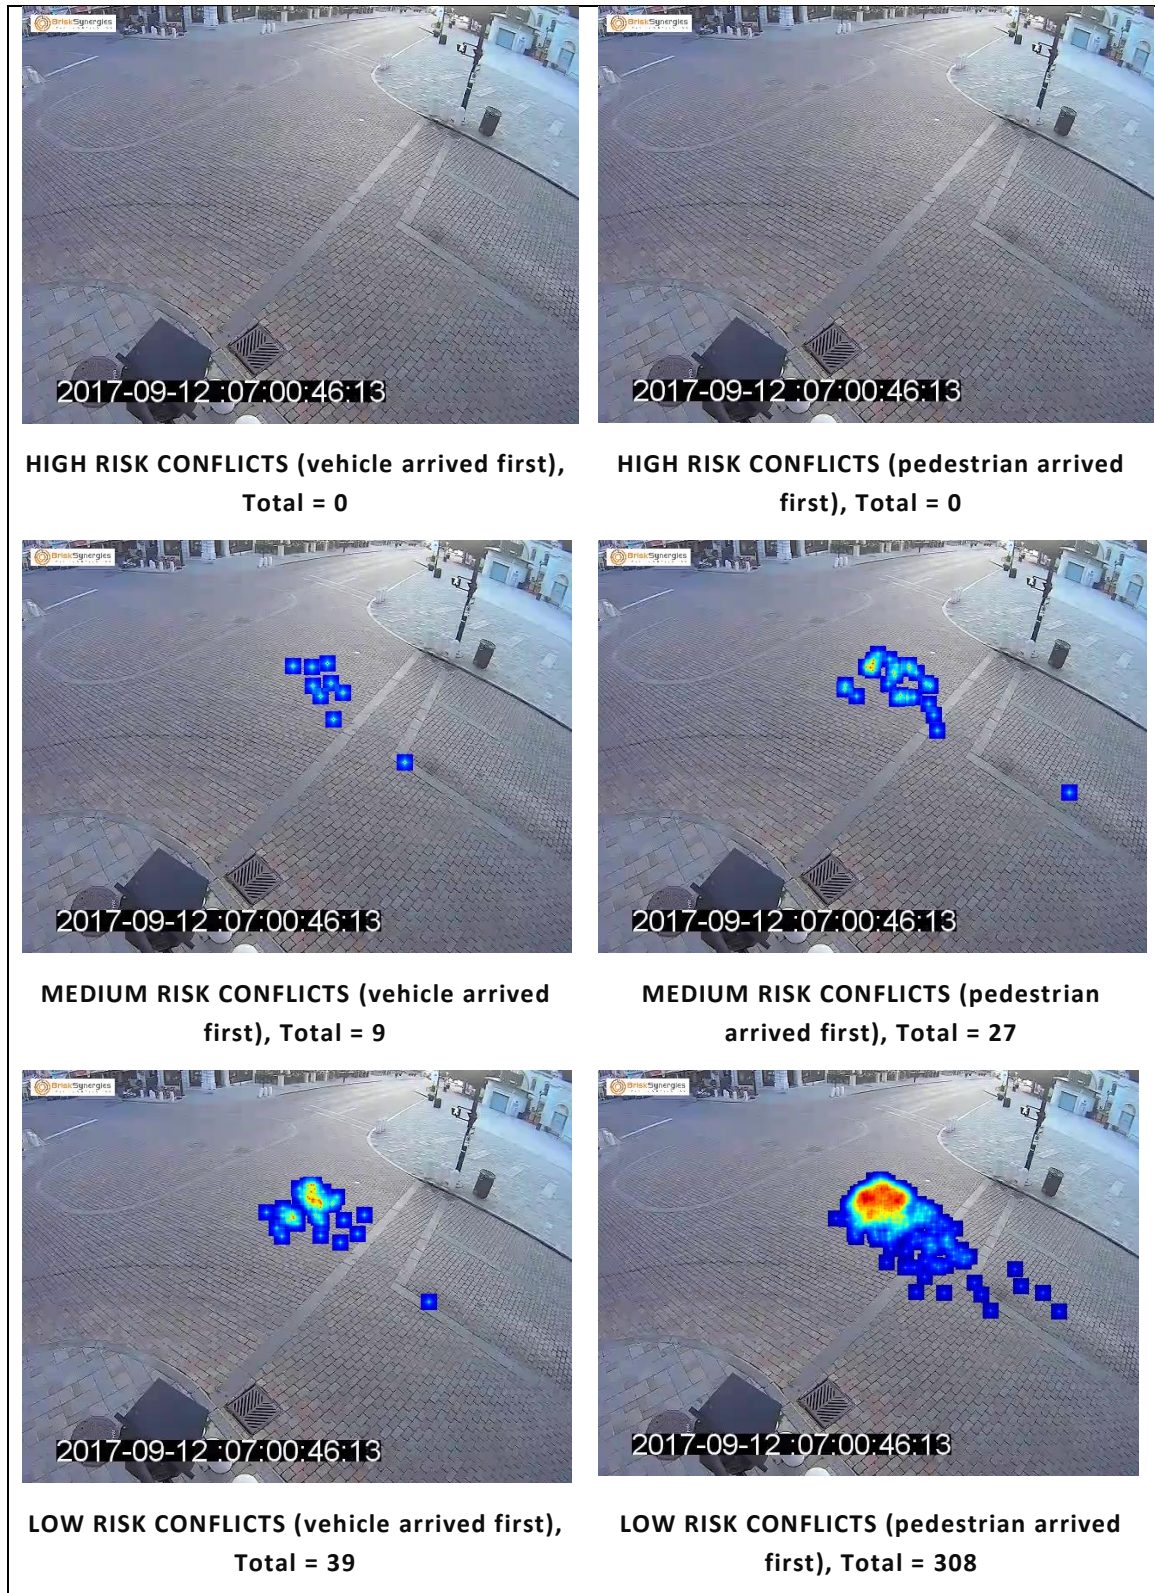 BriskSynergies
BriskSynergies
2017-09-12 :07:00:46:13
2017-09-12 :07:00:46:13
HIGH RISK CONFLICTS (vehicle arrived first),
Total = 0
HIGH RISK CONFLICTS (pedestrian arrived
first), Total = 0
BriskSynergies
BriskSynergies
2017-09-12 :07:00:46:13
2017-09-12 :07:00:46:13
MEDIUM RISK CONFLICTS (vehicle arrived
first), Total = 9
MEDIUM RISK CONFLICTS (pedestrian
arrived first), Total = 27
BriskSynergies
BriskSynergies
2017-09-12 :07:00:46:13
2017-09-12 :07:00:46:13
LOW RISK CONFLICTS (vehicle arrived first),
Total = 39
LOW RISK CONFLICTS (pedestrian arrived
first), Total = 308